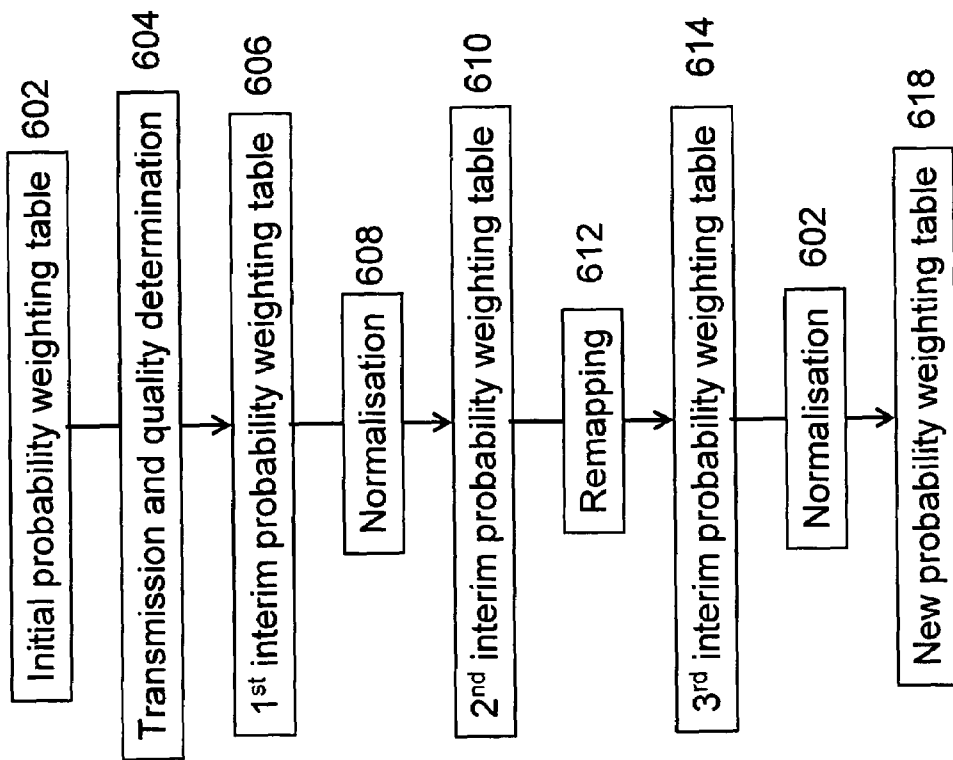 Initial probability weighting table 602
Transmission and quality determination 604
1st interim probability weighting table 606
Normalisation 608
2nd interim probability weighting table 610
Remapping 612
3rd interim probability weighting table 614
Normalisation 602
New probability weighting table 618